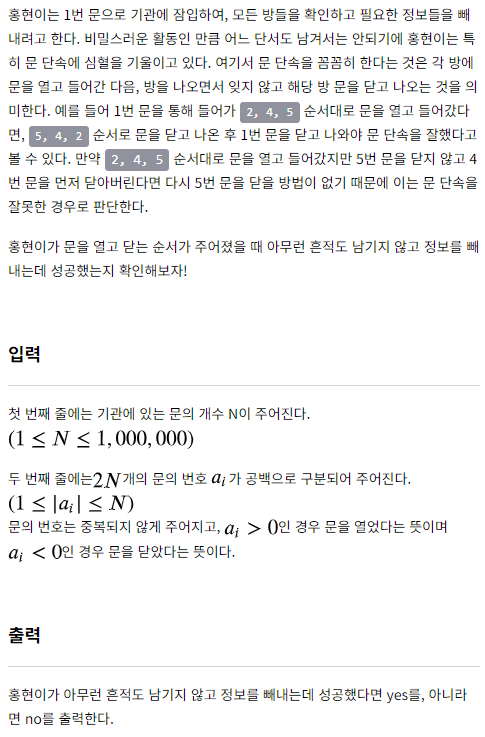 홍현이는 1번 문으로 기관에 잠입하여, 모든 방들을 확인하고 필요한 정보들을 빼
내려고 한다. 비밀스러운 활동인 만큼 어느 단서도 남겨서는 안되기에 홍현이는 특
히 문 단속에 심혈을 기울이고 있다. 여기서 문 단속을 꼼꼼히 한다는 것은 각 방에
문을 열고 들어간 다음, 방을 나오면서 잊지 않고 해당 방 문을 닫고 나오는 것을 의
미한다. 예를 들어 1번 문을 통해 들어가 2, 4, 5 순서대로 문을 열고 들어갔다
면, 5, 4, 2 순서로 문을 닫고 나온 후 1번 문을 닫고 나와야 문 단속을 잘했다고
볼 수 있다. 만약 2, 4, 5 순서대로 문을 열고 들어갔지만 5번 문을 닫지 않고 4
번 문을 먼저 닫아버린다면 다시 5번 문을 닫을 방법이 없기 때문에 이는 문 단속을
잘못한 경우로 판단한다.
홍현이가 문을 열고 닫는 순서가 주어졌을 때 아무런 흔적도 남기지 않고 정보를 빼
내는데 성공했는지 확인해보자!
입력
첫 번째 줄에는 기관에 있는 문의 개수 N이 주어진다.
(1 ≤ N ≤ 1,000,000)
두 번째 줄에는2N개의 문의 번호 aᵢ가 공백으로 구분되어 주어진다.
(1 ≤ |aᵢ| ≤ N)
문의 번호는 중복되지 않게 주어지고, aᵢ > 0인 경우 문을 열었다는 뜻이며
aᵢ < 0인 경우 문을 닫았다는 뜻이다.
출력
홍현이가 아무런 흔적도 남기지 않고 정보를 빼내는데 성공했다면 yes를, 아니라
면 no를 출력한다.